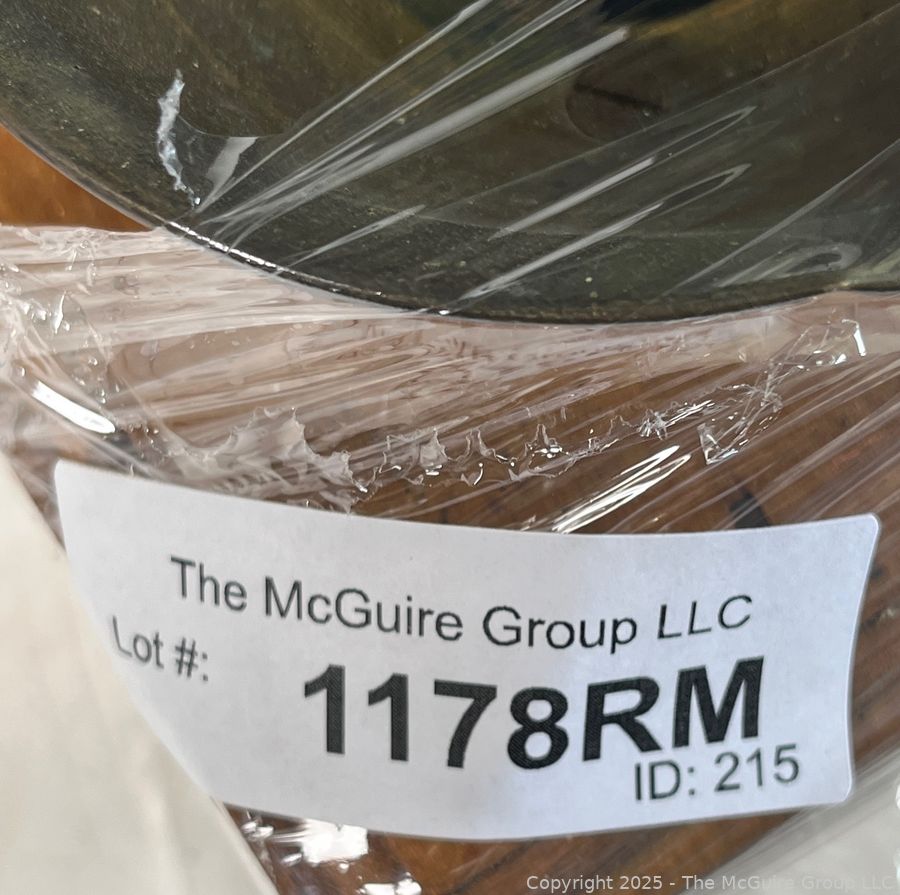 The McGuire Group LLC
Lot #:
1178RM
ID: 215
Copyright 2025 - The McGuire Group LLC